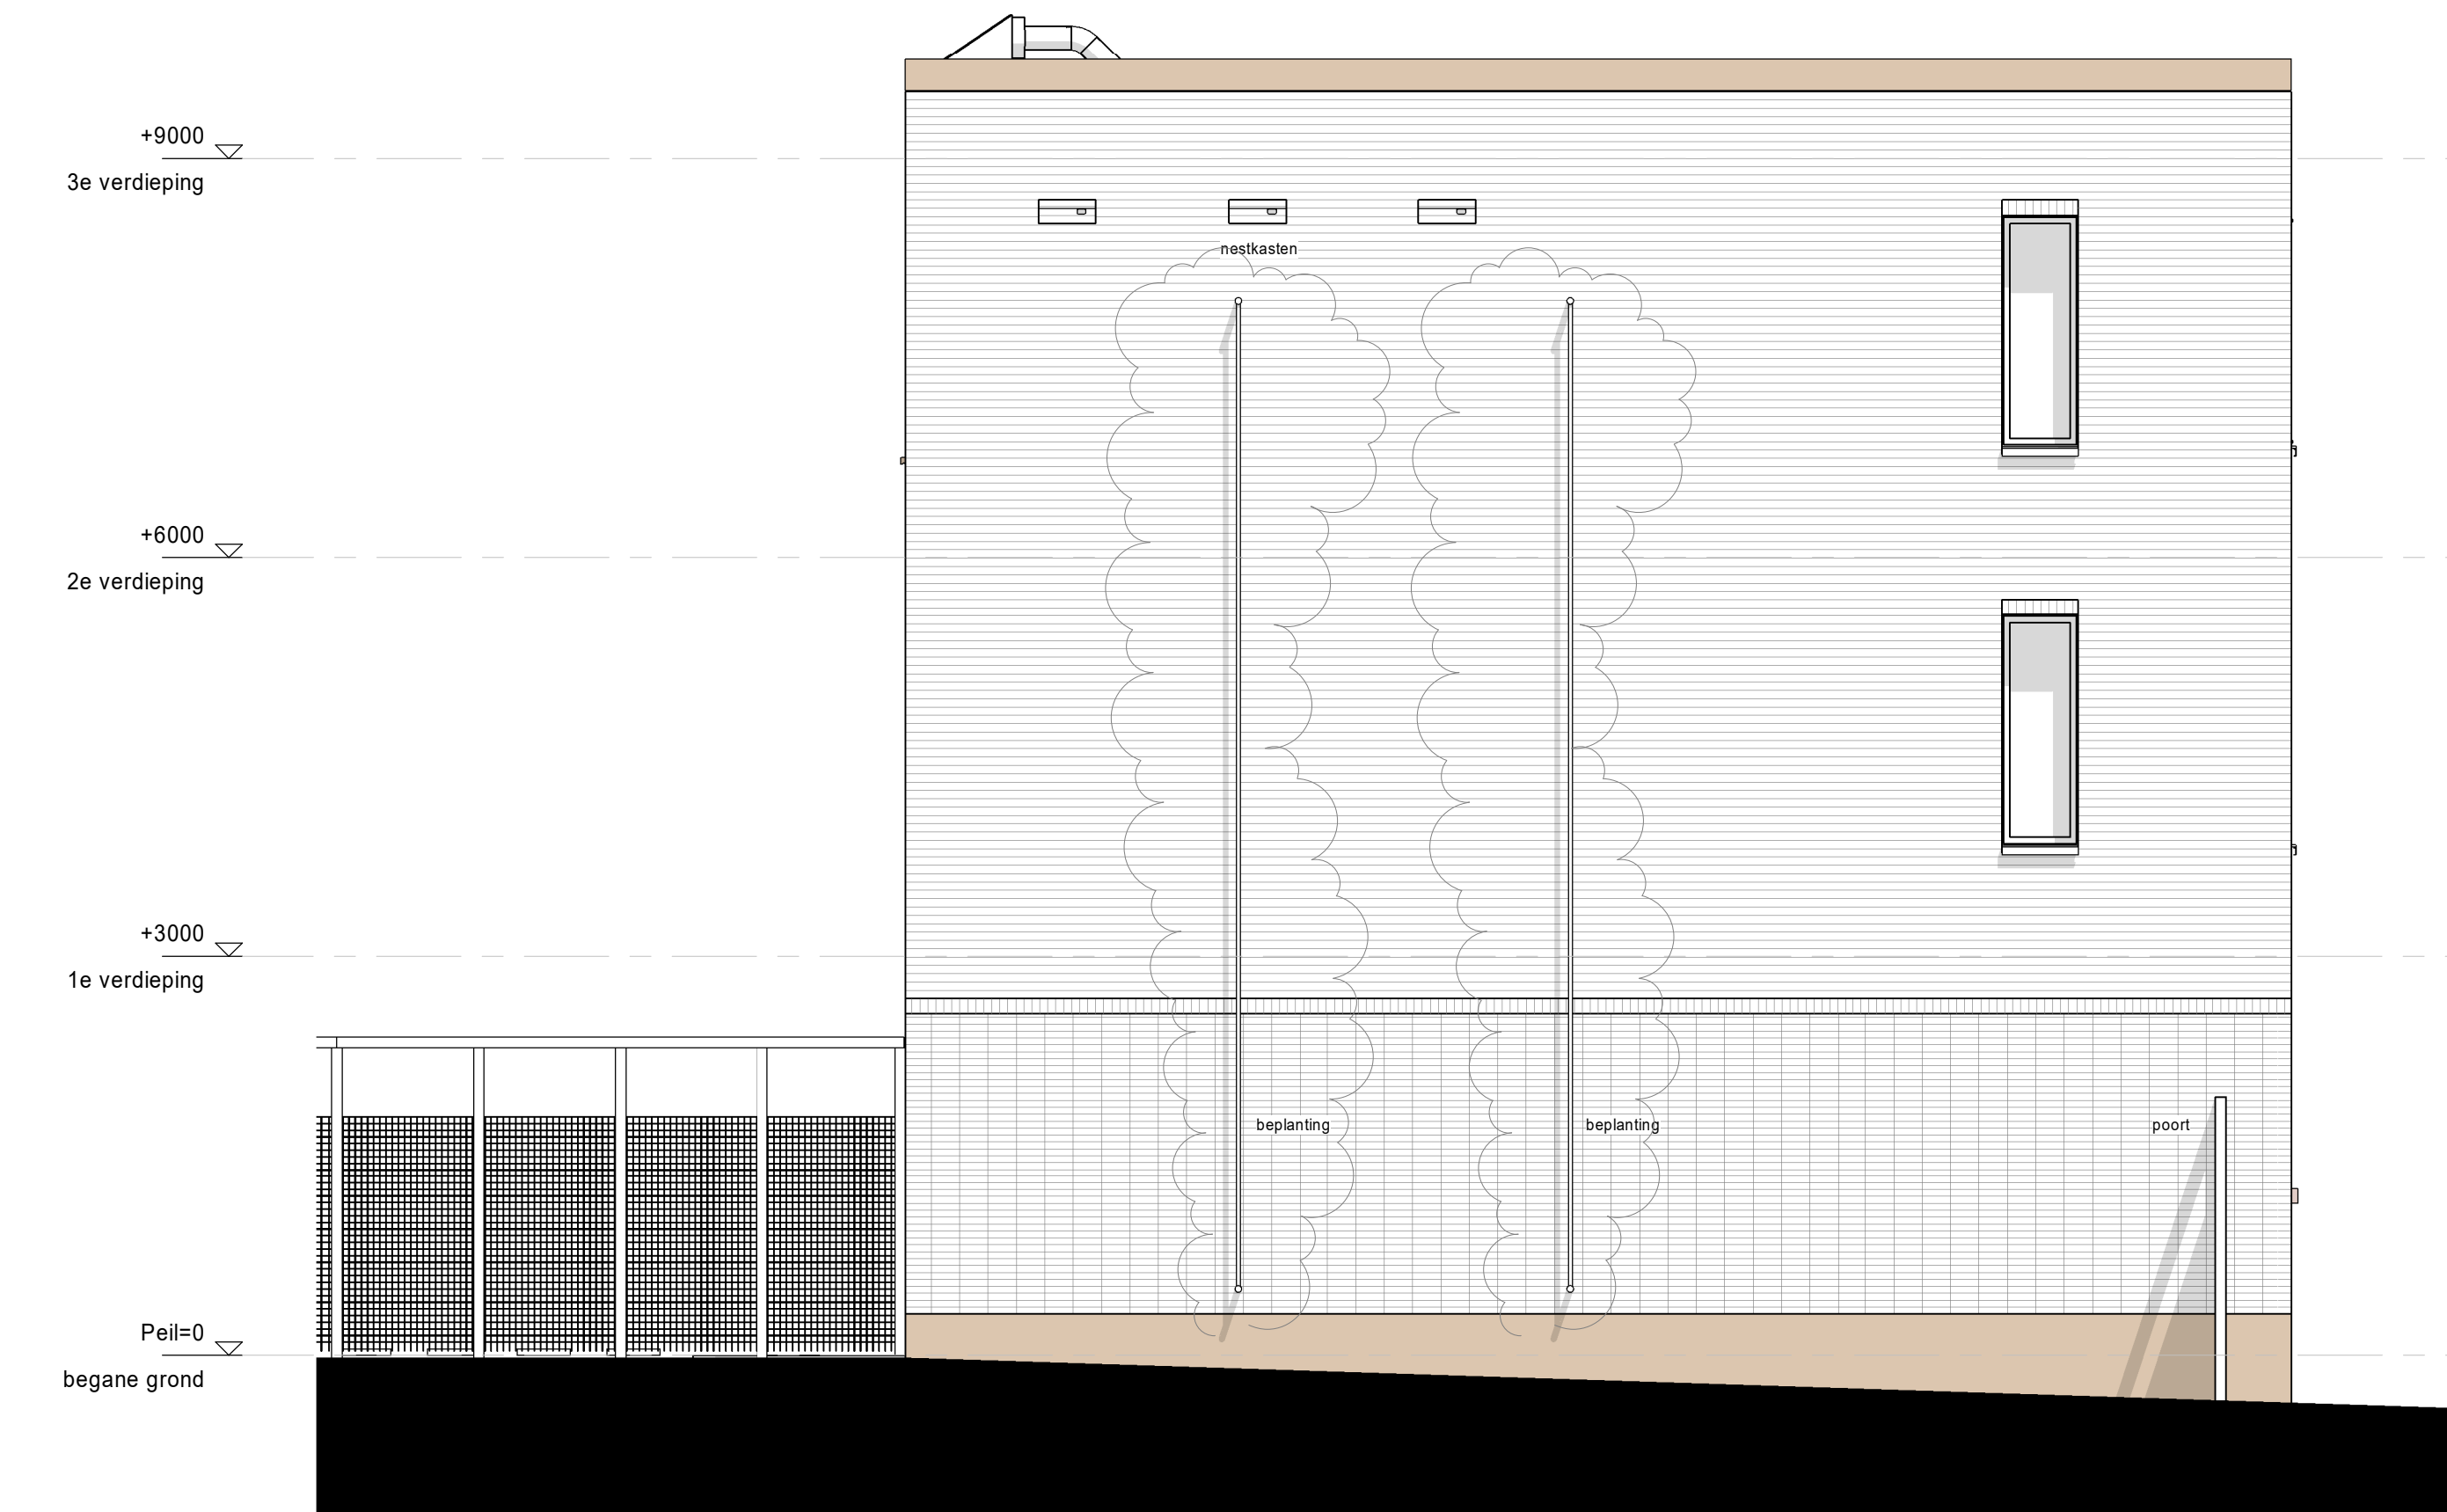 +9000
3e verdieping
nestkasten
+6000
2e verdieping
+3000
1e verdieping
beplanting
beplanting
poort
Peil=0
begane grond